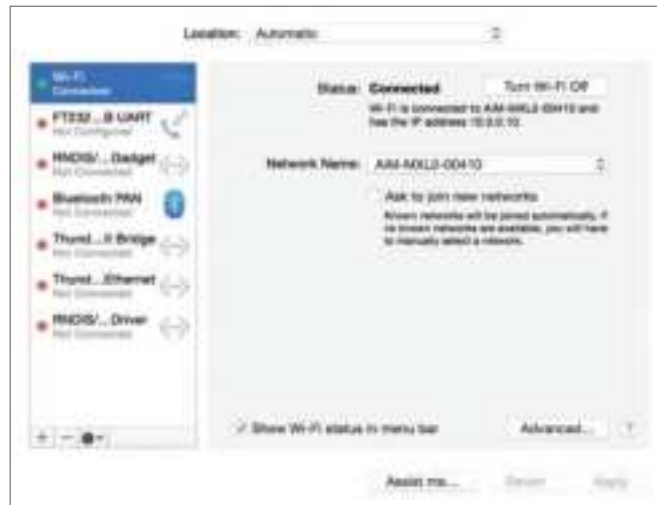 Location: Automatic
Wi-Fi
Connected
FT232...B UART
Not Configured
RNDIS/...Gadget
Not Connected
Bluetooth PAN
Not Connected
Thund...lt Bridge
Not Connected
Thund...Ethernet
Not Connected
RNDIS/...Driver
Not Connected
Status: Connected
Turn Wi-Fi Off
Wi-Fi is connected to AIM-MXL2-00410 and
has the IP address 10.0.0.10.
Network Name: AIM-MXL2-00410
Ask to join new networks
Known networks will be joined automatically. If
no known networks are available, you will have
to manually select a network.
Show Wi-Fi status in menu bar
Advanced...
?
+ −
Assist me...
Revert
Apply